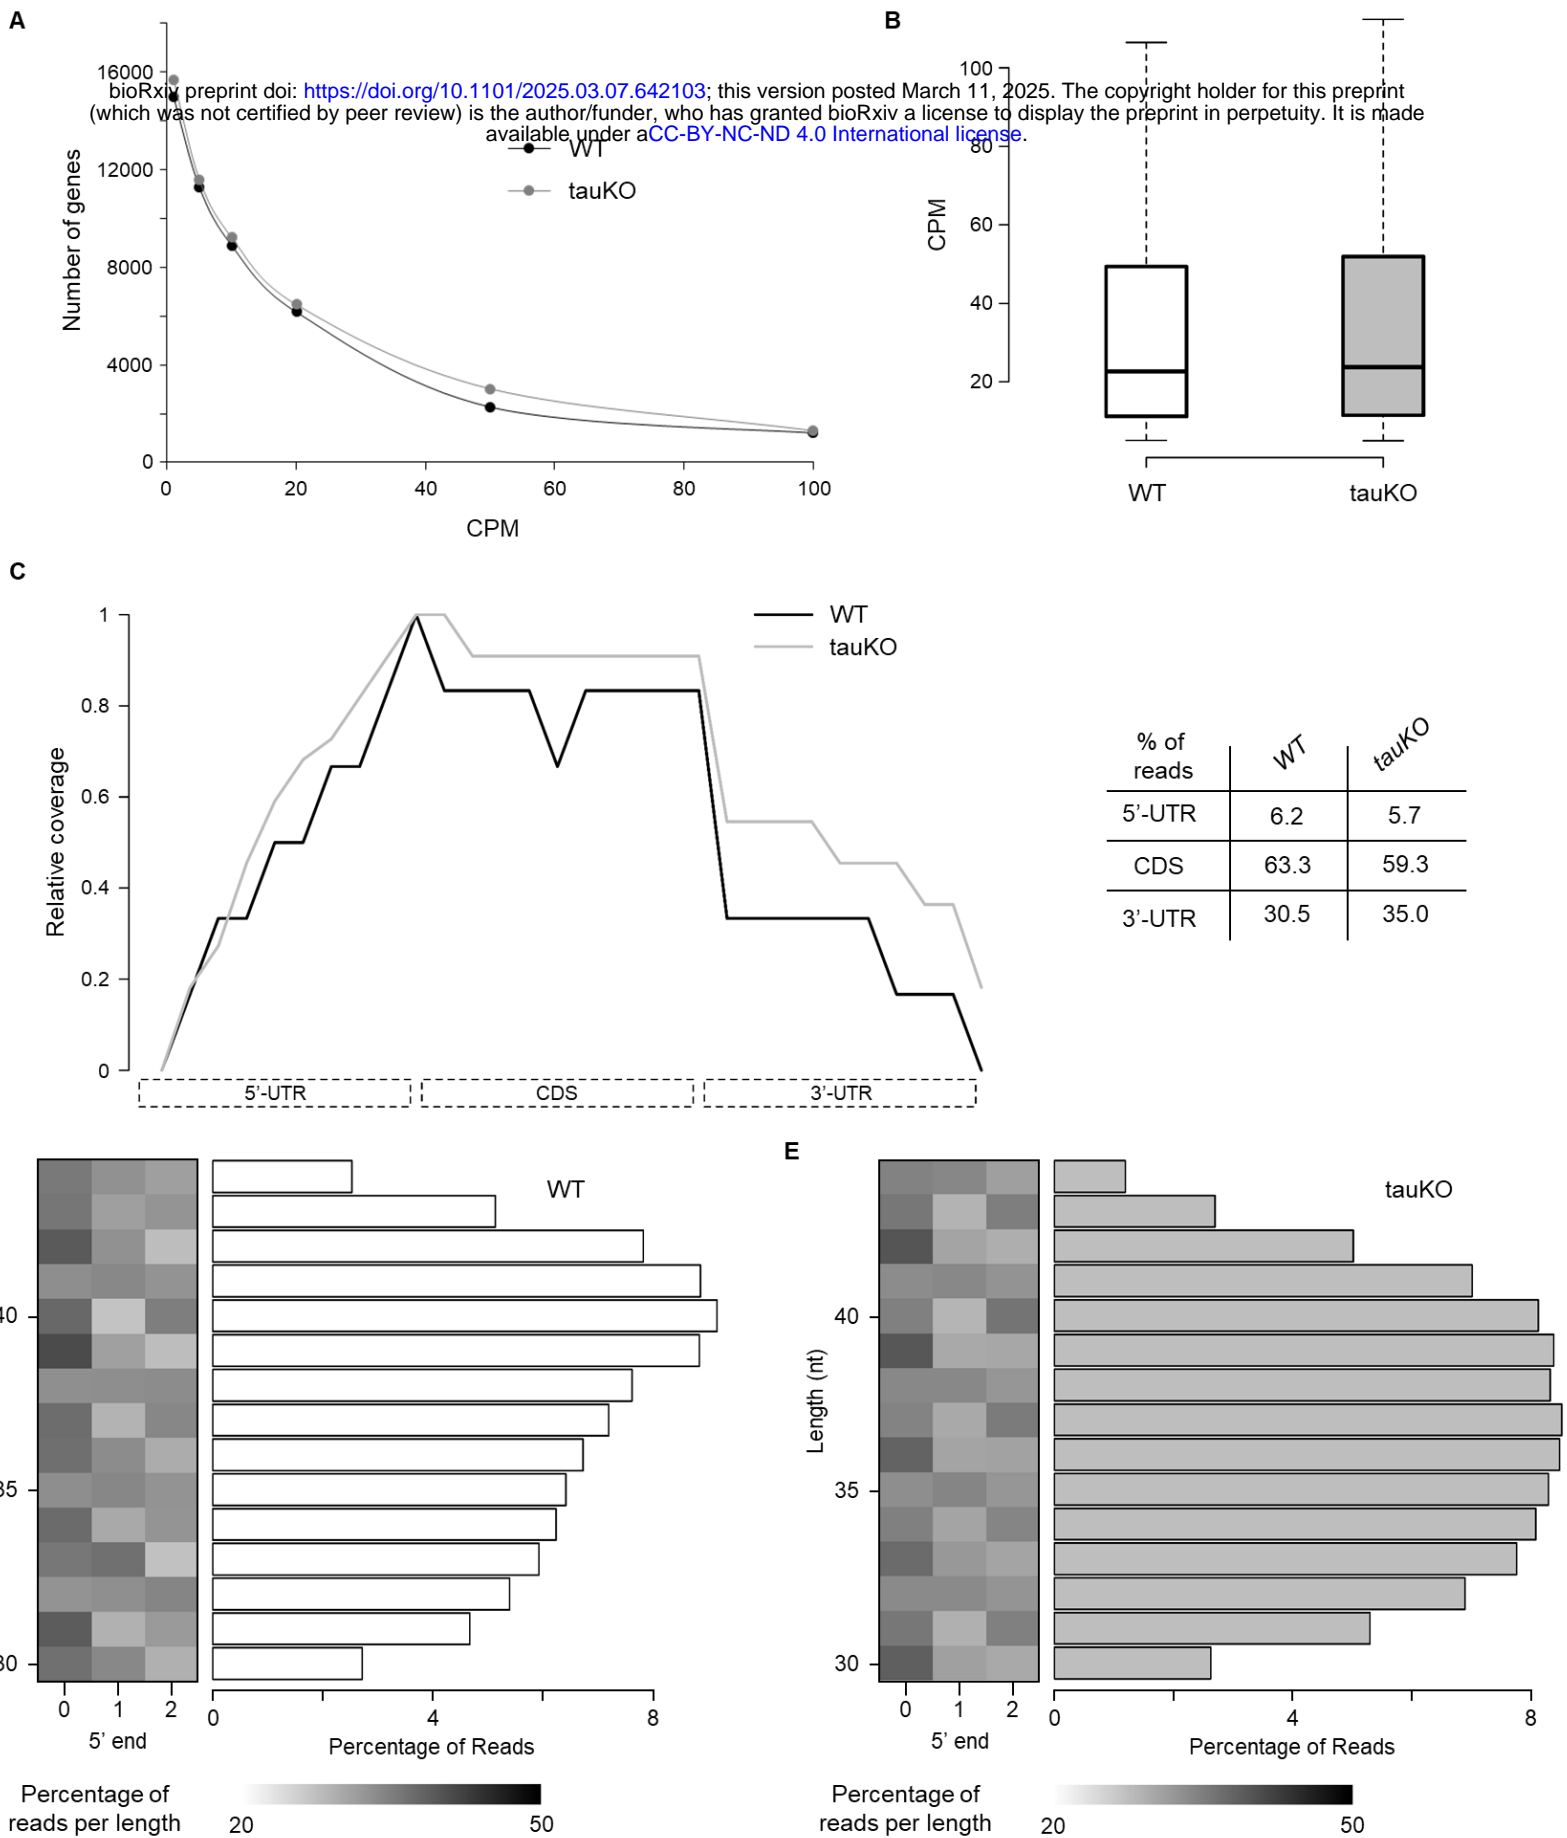 A
B
bioRxiv preprint doi: https://doi.org/10.1101/2025.03.07.642103; this version posted March 11, 2025. The copyright holder for this preprint
(which was not certified by peer review) is the author/funder, who has granted bioRxiv a license to display the preprint in perpetuity. It is made
available under aCC-BY-NC-ND 4.0 International license.
16000
12000
8000
4000
0
Number of genes
0 20 40 60 80 100
CPM
WT
tauKO
100
80
60
40
20
CPM
WT tauKO
C
1
0.8
0.6
0.4
0.2
0
Relative coverage
WT
tauKO
5’-UTR CDS 3’-UTR
% of reads WT tauKO
5’-UTR 6.2 5.7
CDS 63.3 59.3
3’-UTR 30.5 35.0
WT
40
35
30
0 1 2
5’ end
0 4 8
Percentage of Reads
Percentage of
reads per length
20 50
E
tauKO
Length (nt)
40
35
30
0 1 2
5’ end
0 4 8
Percentage of Reads
Percentage of
reads per length
20 50